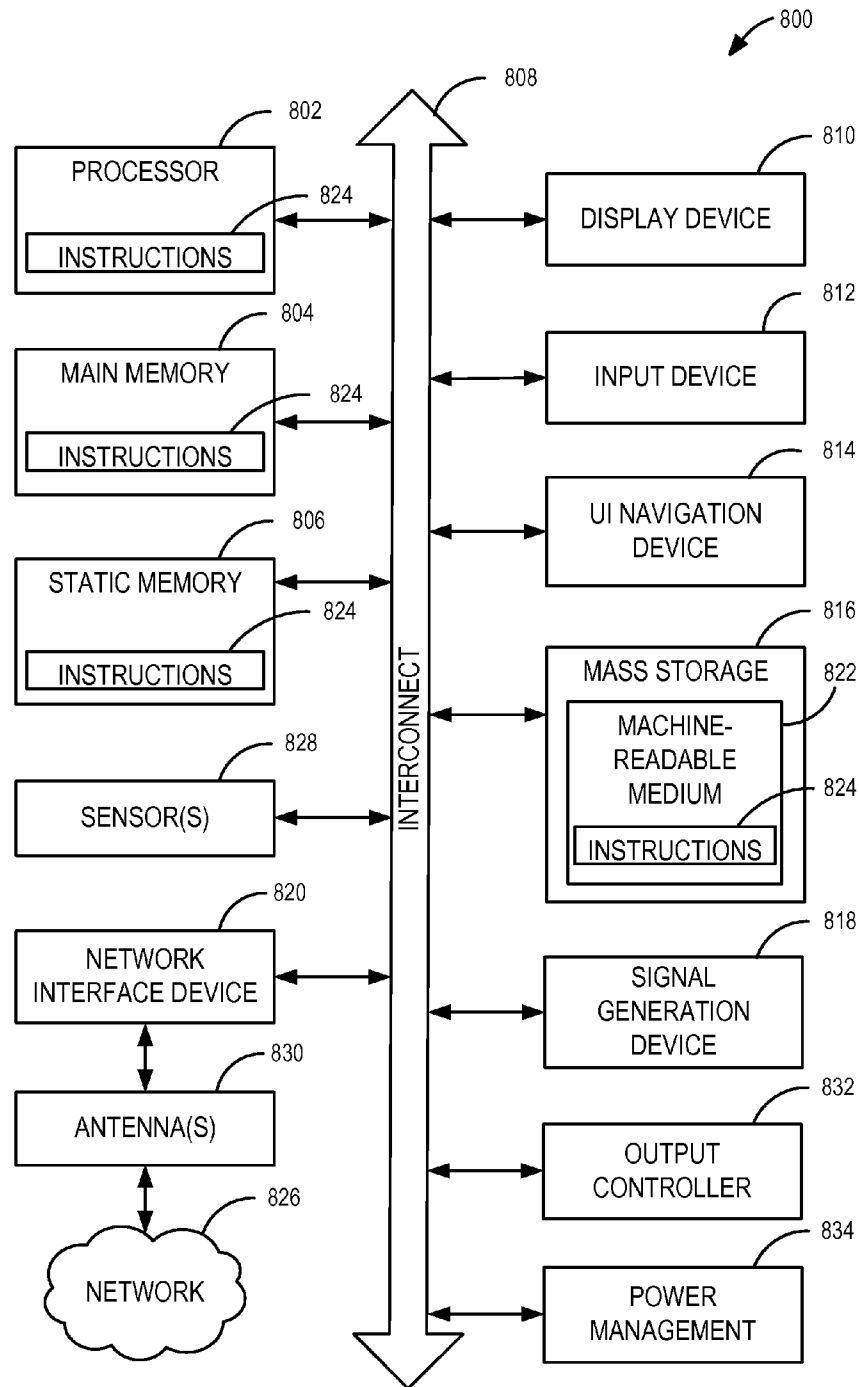 800
808
802
PROCESSOR
824
INSTRUCTIONS
804
MAIN MEMORY
824
INSTRUCTIONS
806
STATIC MEMORY
824
INSTRUCTIONS
828
SENSOR(S)
820
NETWORK
INTERFACE DEVICE
830
ANTENNA(S)
826
NETWORK
INTERCONNECT
810
DISPLAY DEVICE
812
INPUT DEVICE
814
UI NAVIGATION
DEVICE
816
MASS STORAGE
822
MACHINE-
READABLE
MEDIUM
824
INSTRUCTIONS
818
SIGNAL
GENERATION
DEVICE
832
OUTPUT
CONTROLLER
834
POWER
MANAGEMENT